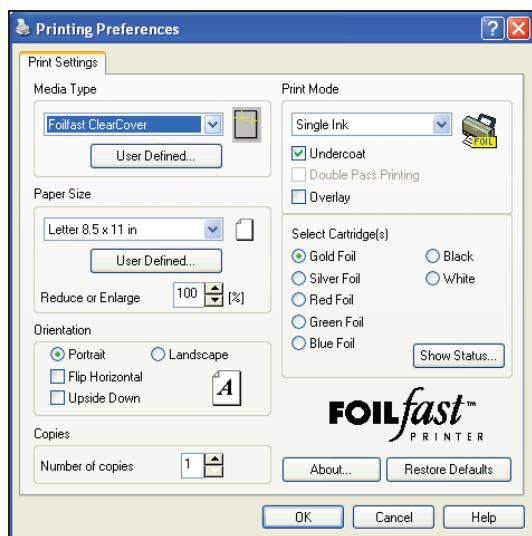 Printing Preferences
Print Settings
Media Type
Foilfast ClearCover
User Defined...
Paper Size
Letter 8.5 x 11 in
User Defined...
Reduce or Enlarge 100 [%]
Orientation
Portrait Landscape
Flip Horizontal
Upside Down
A
Copies
Number of copies 1
Print Mode
Single Ink
FOIL
Undercoat
Double Pass Printing
Overlay
Select Cartridge(s)
Gold Foil Black
Silver Foil White
Red Foil
Green Foil
Blue Foil
Show Status...
FOILfast™
PRINTER
About... Restore Defaults
OK Cancel Help